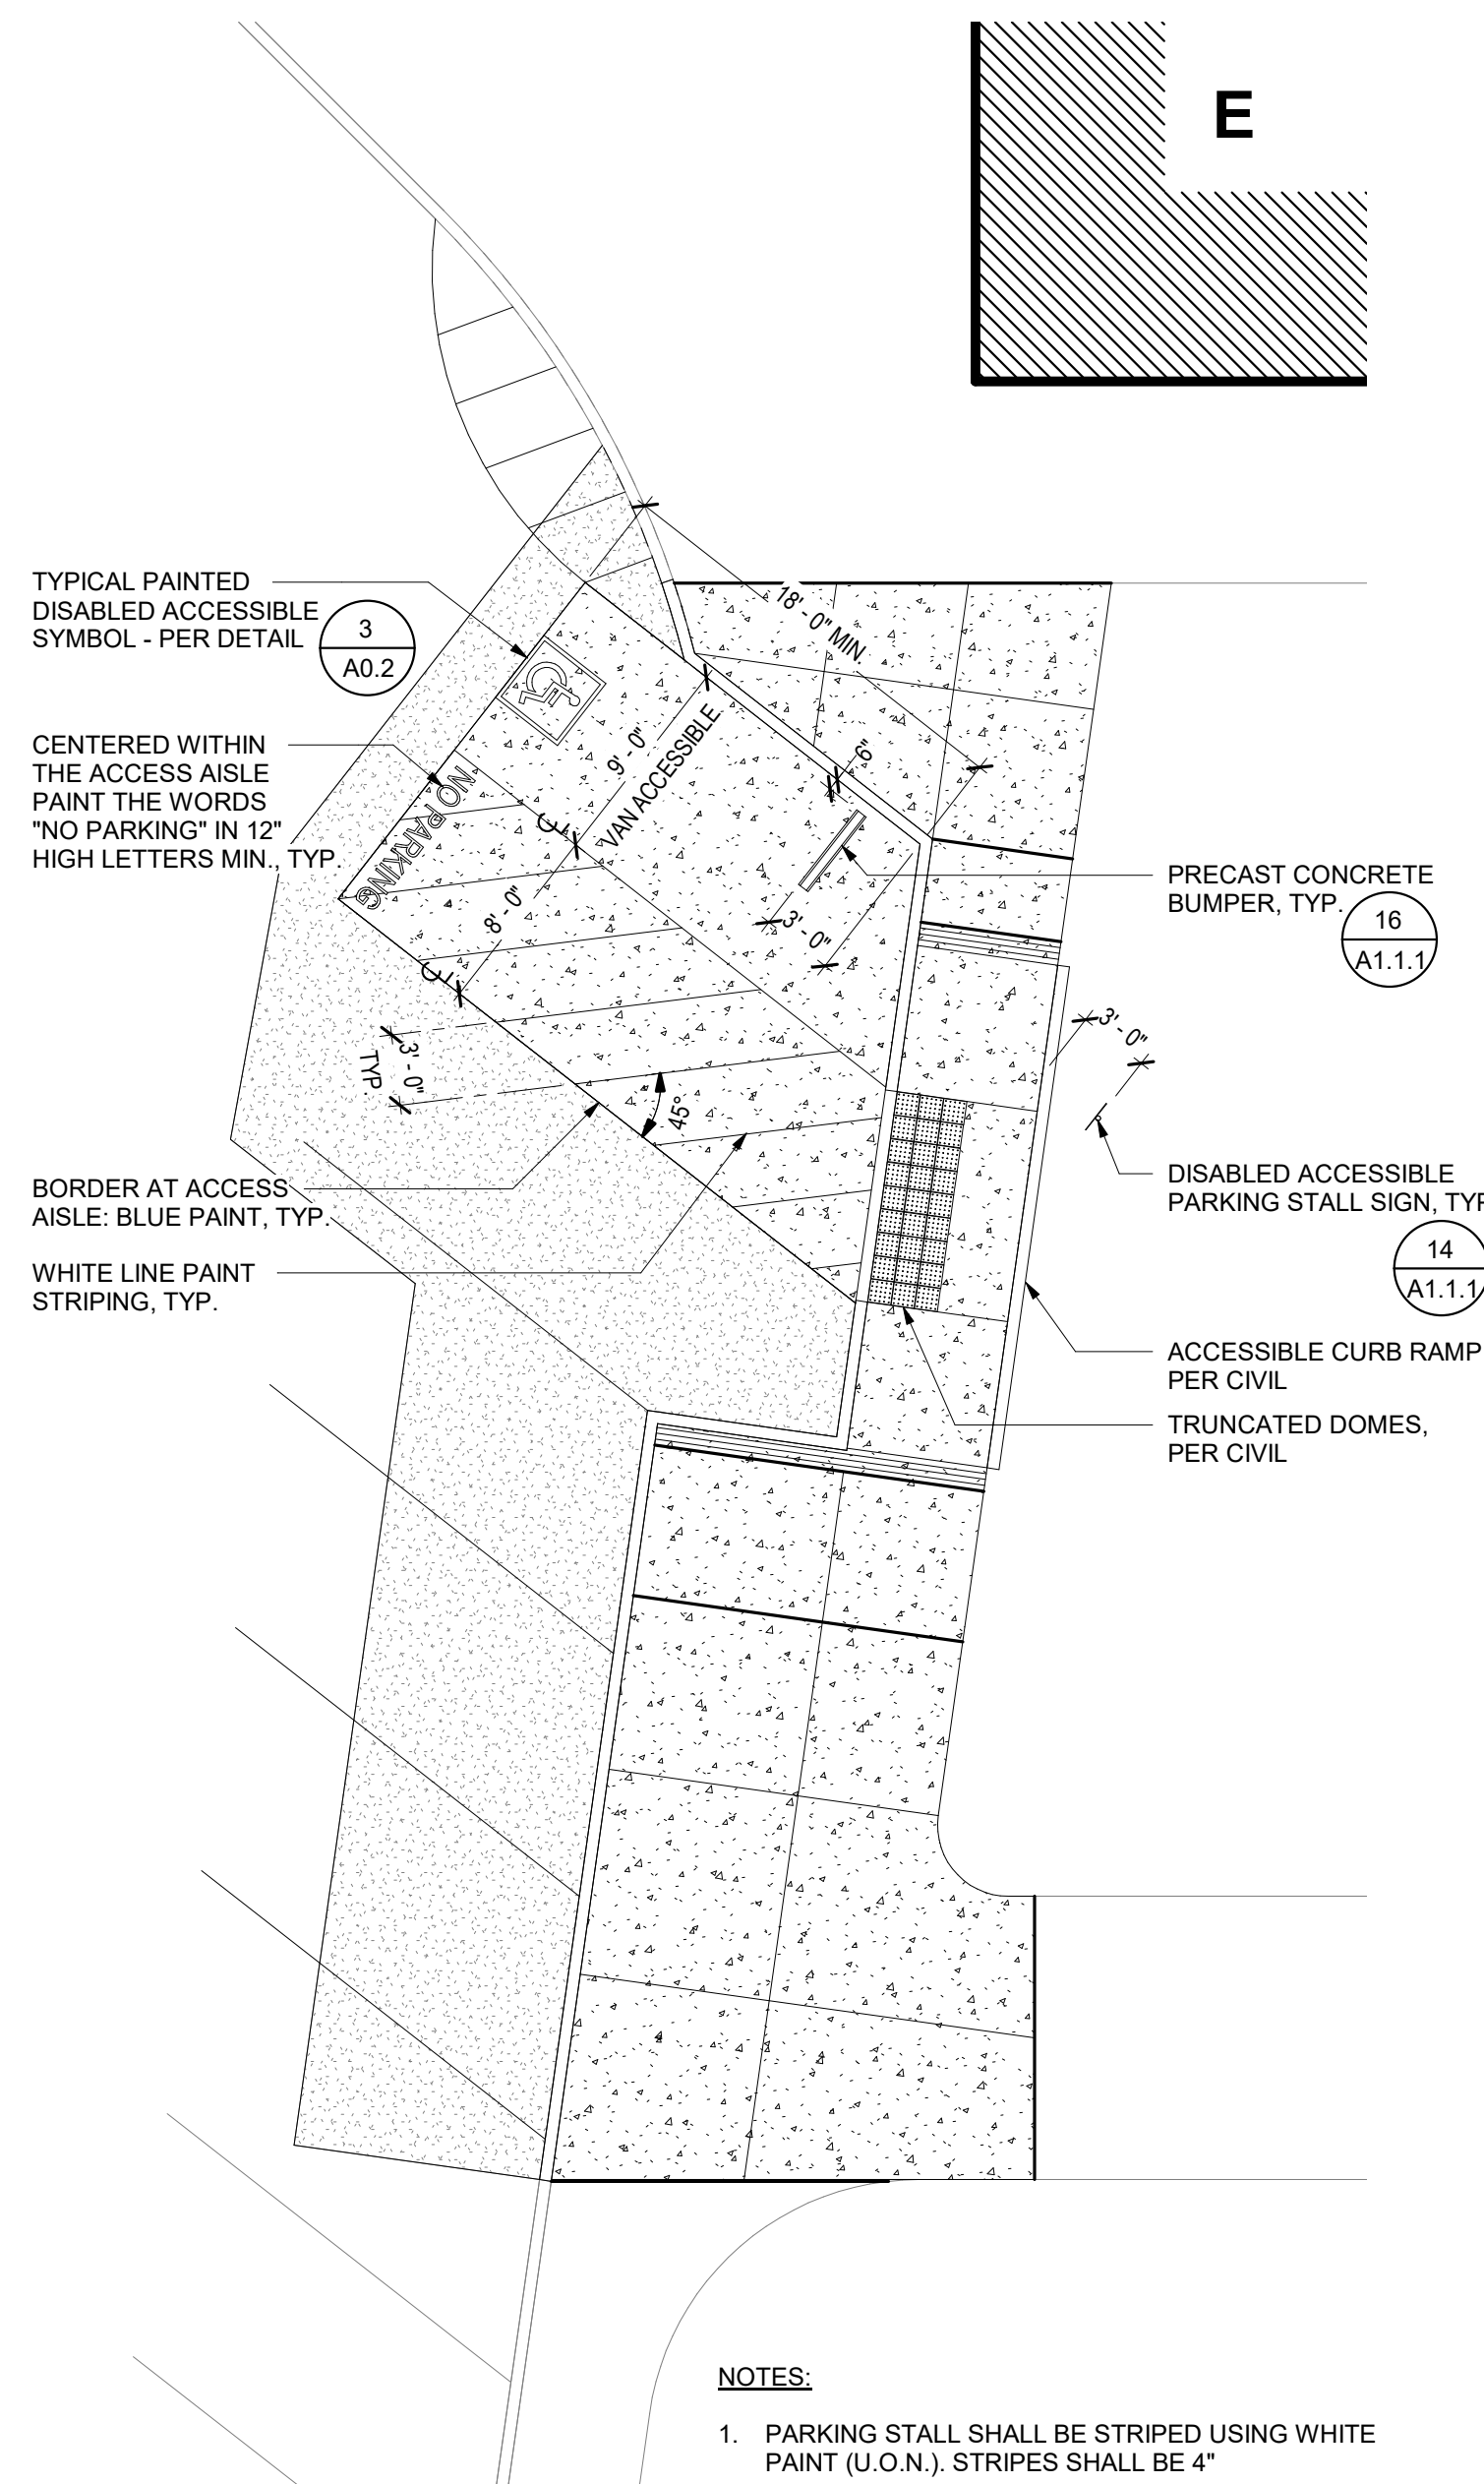 E
TYPICAL PAINTED
DISABLED ACCESSIBLE
SYMBOL - PER DETAIL
3
A0.2
CENTERED WITHIN
THE ACCESS AISLE
PAINT THE WORDS
"NO PARKING" IN 12"
HIGH LETTERS MIN., TYP.
18' - 0" MIN.
9' - 0"
VAN ACCESSIBLE
6"
NO PARKING
CL
8' - 0"
CL
3' - 0"
3' - 0"
TYP.
45°
PRECAST CONCRETE
BUMPER, TYP.
16
A1.1.1
3' - 0"
BORDER AT ACCESS
AISLE: BLUE PAINT, TYP.
WHITE LINE PAINT
STRIPING, TYP.
DISABLED ACCESSIBLE
PARKING STALL SIGN, TYP
14
A1.1.1
ACCESSIBLE CURB RAMP
PER CIVIL
TRUNCATED DOMES,
PER CIVIL
NOTES:
1. PARKING STALL SHALL BE STRIPED USING WHITE
PAINT (U.O.N.). STRIPES SHALL BE 4"